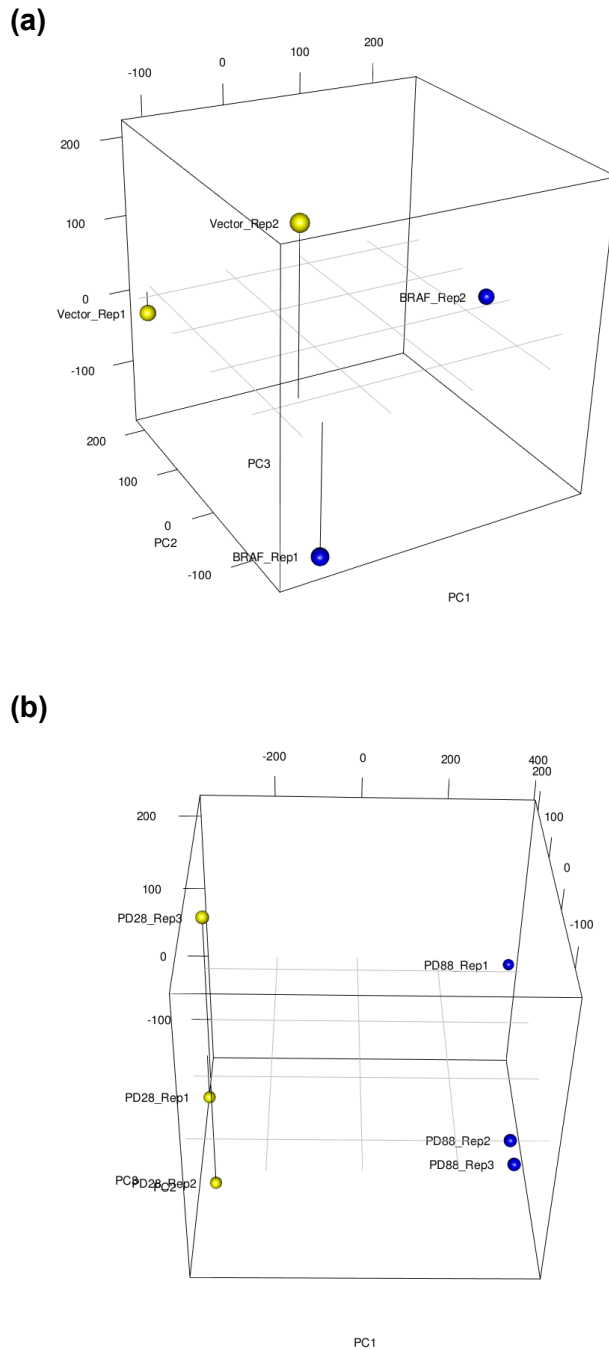 (a)
-100 0 100 200
200
100
0
-100
Vector_Rep2
BRAF_Rep2
Vector_Rep1
200
100
0
-100
PC3
PC2
BRAF_Rep1
PC1
(b)
-200 0 200 400
200
100
0
-100
200
100
0
-100
PD28_Rep3
PD88_Rep1
PD28_Rep1
PD88_Rep2
PD88_Rep3
PC3
PC2
PD28_Rep2
PC1